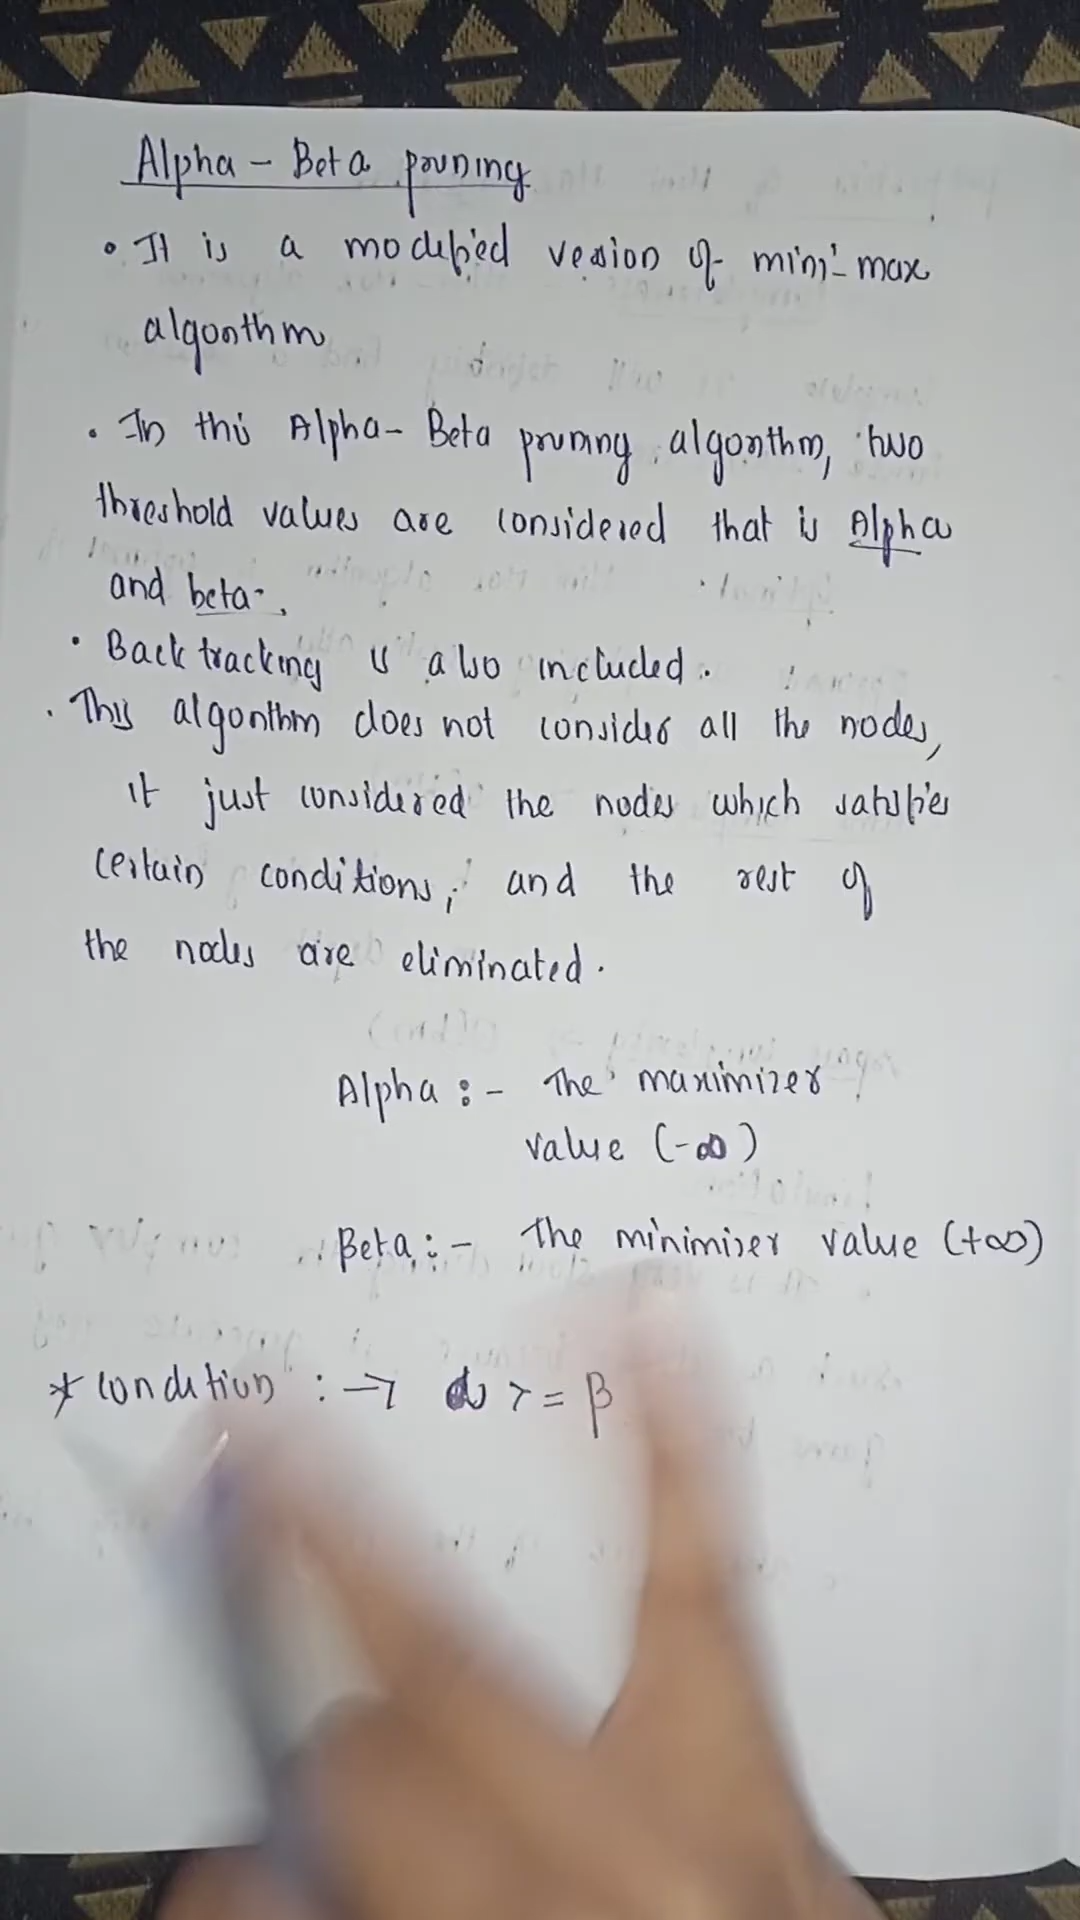 Alpha - Beta pruning
• It is a modified vesion of mini-max
algorithm
• In this Alpha - Beta pruning algorithm, two
threshold values are considered that is Alpha
and beta.
• Back tracking is also included.
• This algorithm does not consider all the nodes,
it just considered the nodes which satisfies
certain conditions, and the rest of
the nodes are eliminated.
Alpha :- The maximizer
value (-∞)
Beta :- The minimizer value (+∞)
* Condition :→ α >= β